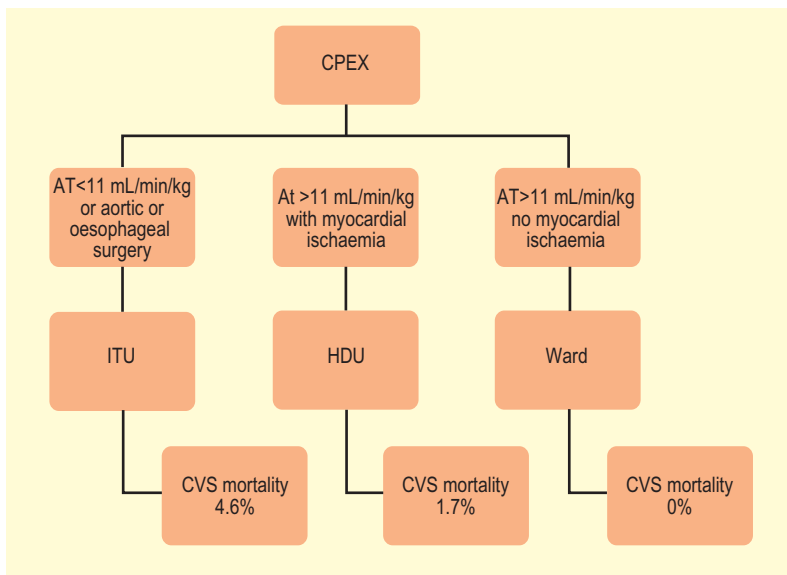 CPEX
AT<11 mL/min/kg
or aortic or
oesophageal
surgery
At >11 mL/min/kg
with myocardial
ischaemia
AT>11 mL/min/kg
no myocardial
ischaemia
ITU
HDU
Ward
CVS mortality
4.6%
CVS mortality
1.7%
CVS mortality
0%